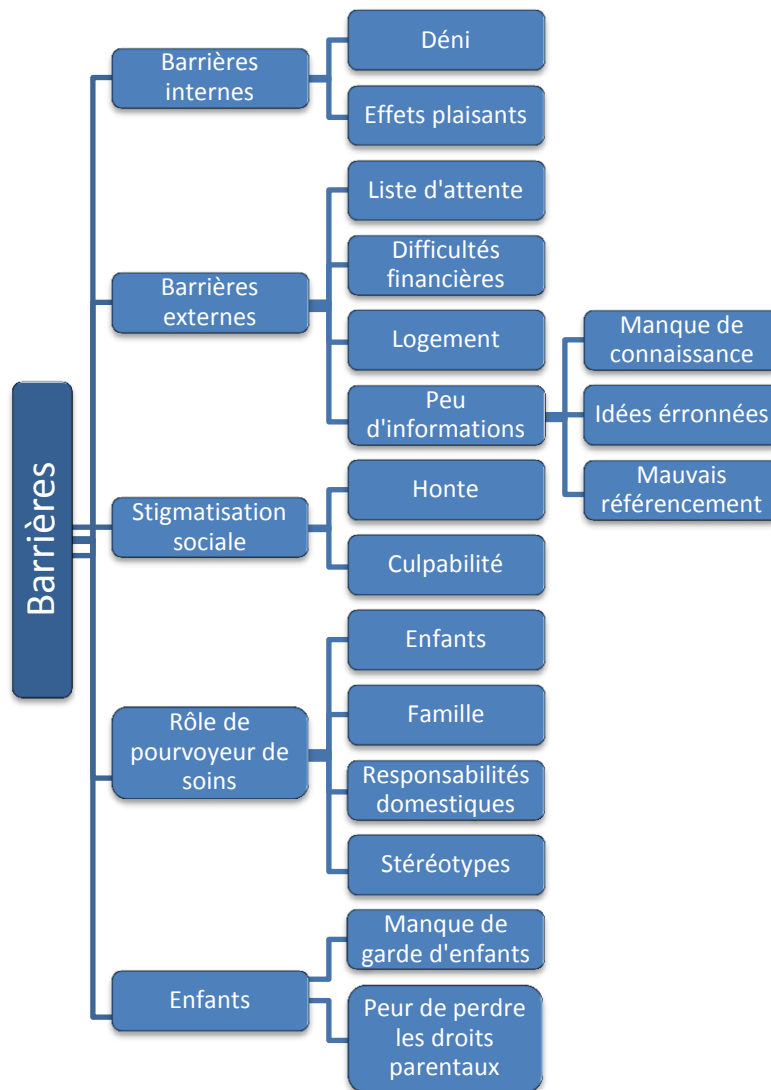 Barrières
Barrières
internes
Déni
Effets plaisants
Barrières
externes
Liste d'attente
Difficultés
financières
Logement
Peu
d'informations
Manque de
connaissance
Idées érronnées
Mauvais
référencement
Stigmatisation
sociale
Honte
Culpabilité
Rôle de
pourvoyeur de
soins
Enfants
Famille
Responsabilités
domestiques
Stéréotypes
Enfants
Manque de
garde d'enfants
Peur de perdre
les droits
parentaux